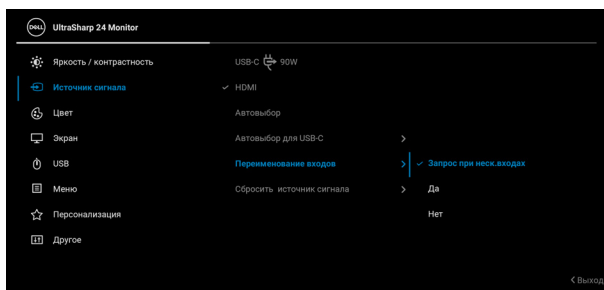 DELL UltraSharp 24 Monitor
Яркость / контрастность
USB-C 90W
Источник сигнала
HDMI
Цвет
Автовыбор
Экран
Автовыбор для USB-C
USB
Переименование входов
Запрос при неск.входах
Меню
Сбросить источник сигнала
Да
Персонализация
Нет
Другое
Выход